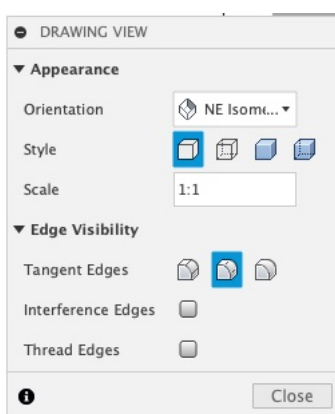 DRAWING VIEW
Appearance
Orientation NE Isome...
Style
Scale 1:1
Edge Visibility
Tangent Edges
Interference Edges
Thread Edges
Close